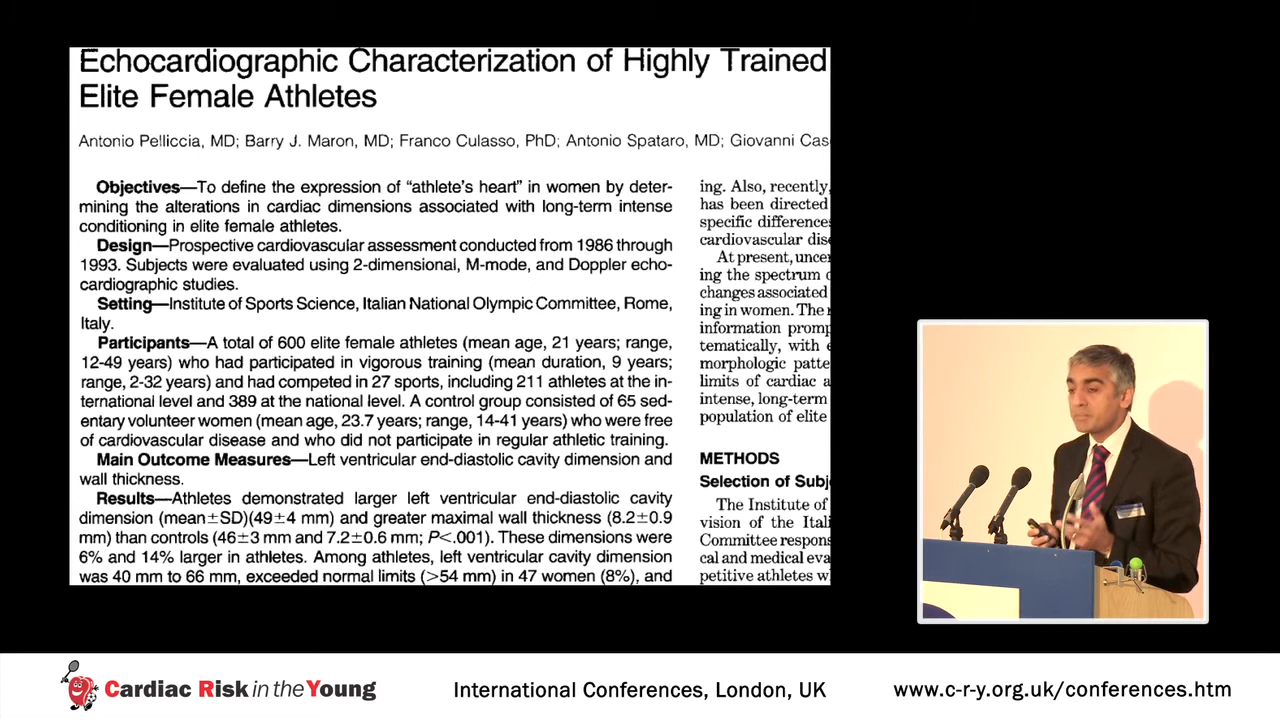 Echocardiographic Characterization of Highly Trained
Elite Female Athletes
Antonio Pelliccia, MD; Barry J. Maron, MD; Franco Culasso, PhD; Antonio Spataro, MD; Giovanni Cas
Objectives—To define the expression of “athlete's heart” in women by deter-
mining the alterations in cardiac dimensions associated with long-term intense
conditioning in elite female athletes.
Design—Prospective cardiovascular assessment conducted from 1986 through
1993. Subjects were evaluated using 2-dimensional, M-mode, and Doppler echo-
cardiographic studies.
Setting—Institute of Sports Science, Italian National Olympic Committee, Rome,
Italy.
Participants—A total of 600 elite female athletes (mean age, 21 years; range,
12-49 years) who had participated in vigorous training (mean duration, 9 years;
range, 2-32 years) and had competed in 27 sports, including 211 athletes at the in-
ternational level and 389 at the national level. A control group consisted of 65 sed-
entary volunteer women (mean age, 23.7 years; range, 14-41 years) who were free
of cardiovascular disease and who did not participate in regular athletic training.
Main Outcome Measures—Left ventricular end-diastolic cavity dimension and
wall thickness.
Results—Athletes demonstrated larger left ventricular end-diastolic cavity
dimension (mean±SD)(49±4 mm) and greater maximal wall thickness (8.2±0.9
mm) than controls (46±3 mm and 7.2±0.6 mm; P<.001). These dimensions were
6% and 14% larger in athletes. Among athletes, left ventricular cavity dimension
was 40 mm to 66 mm, exceeded normal limits (>54 mm) in 47 women (8%), and
ing. Also, recently,
has been directed
specific differences
cardiovascular dis
At present, uncer
ing the spectrum
changes associated
ing in women. The
information promp
tematically, with
morphologic patte
limits of cardiac a
intense, long-term
population of elite
METHODS
Selection of Subj
The Institute of
vision of the Itali
Committee respons
cal and medical eva
petitive athletes w
Cardiac Risk in the Young
International Conferences, London, UK
www.c-r-y.org.uk/conferences.htm